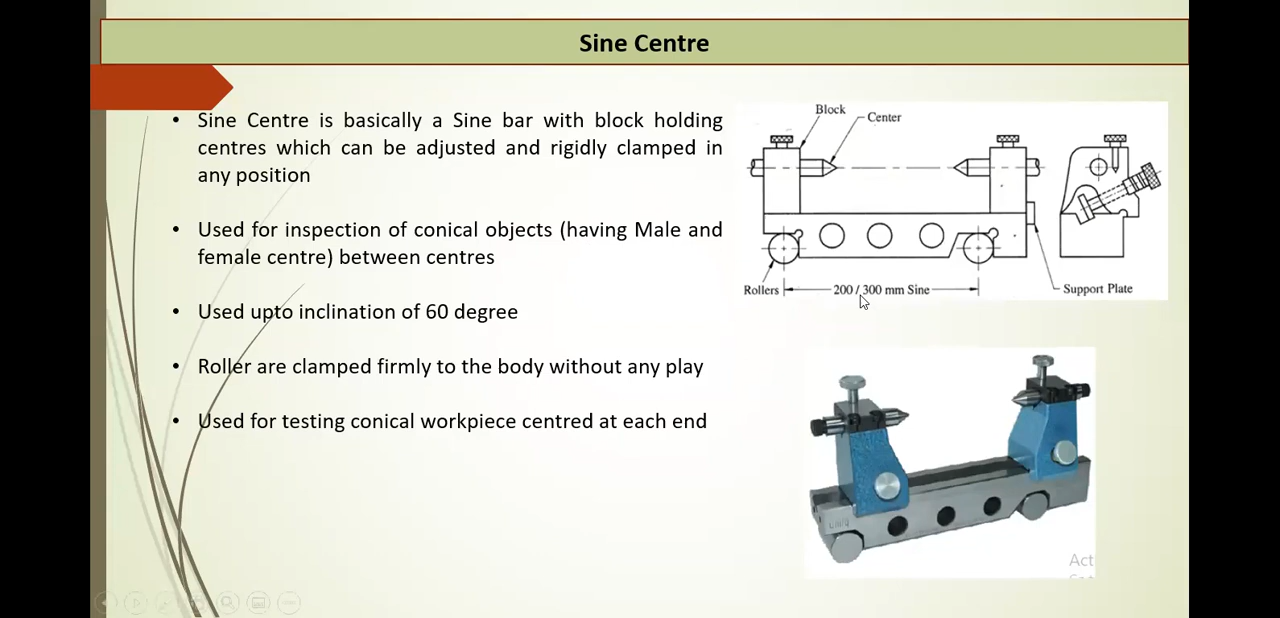 Sine Centre
• Sine Centre is basically a Sine bar with block holding
centres which can be adjusted and rigidly clamped in
any position
• Used for inspection of conical objects (having Male and
female centre) between centres
• Used upto inclination of 60 degree
• Roller are clamped firmly to the body without any play
• Used for testing conical workpiece centred at each end
Block
Center
Rollers
200 / 300 mm Sine
Support Plate
Act